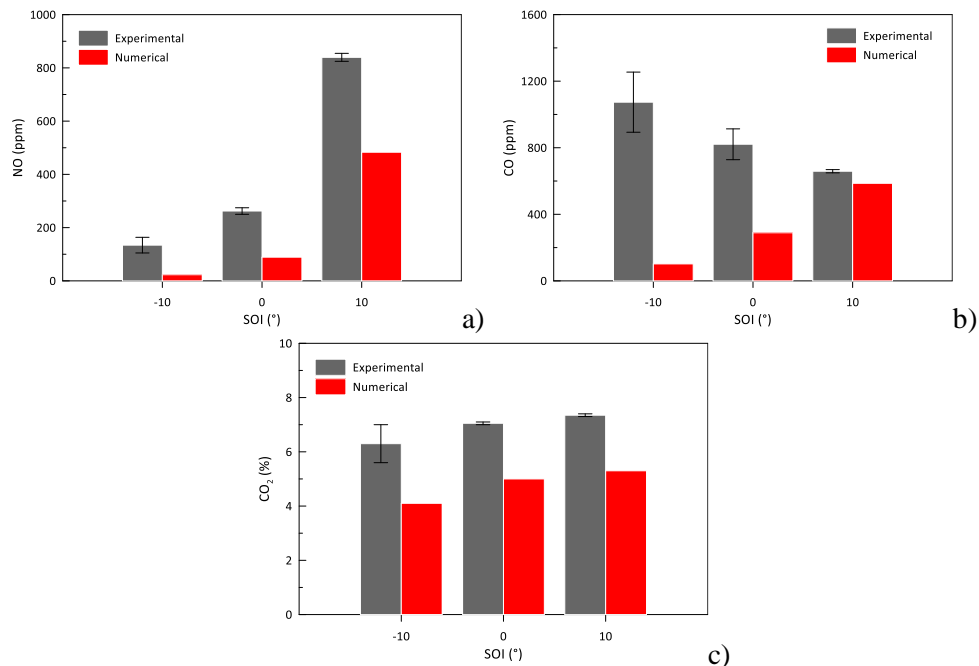 1000
800
600
400
200
0
NO (ppm)
Experimental
Numerical
-10 0 10
SOI (°)
a)
1600
1200
800
400
0
CO (ppm)
Experimental
Numerical
-10 0 10
SOI (°)
b)
10
8
6
4
2
0
CO₂ (%)
Experimental
Numerical
-10 0 10
SOI (°)
c)